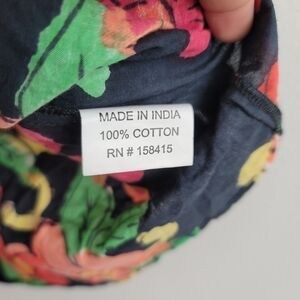 MADE IN INDIA
100% COTTON
RN # 158415